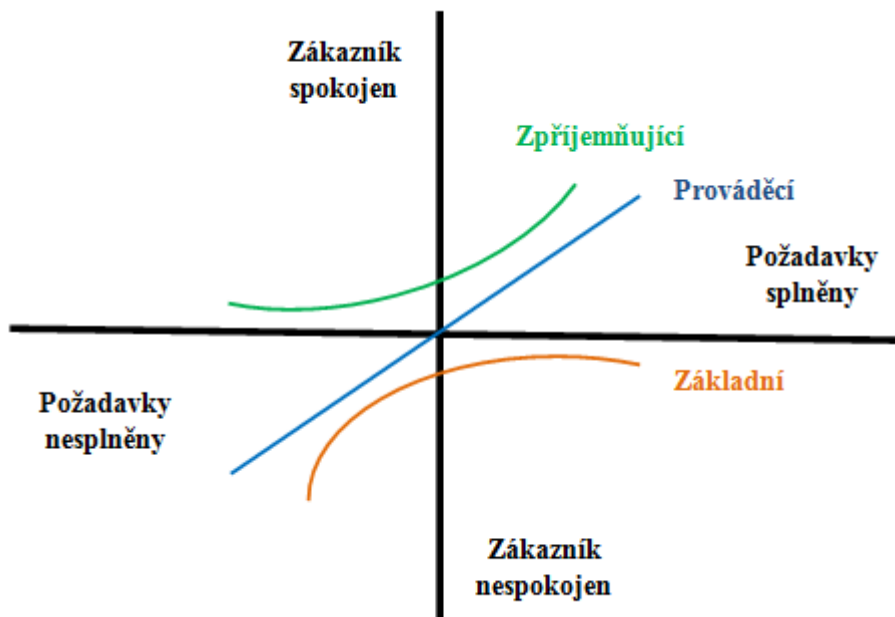 Zákazník
spokojen
Zpříjemňující
Prováděcí
Požadavky
splněny
Základní
Požadavky
nesplněny
Zákazník
nespokojen